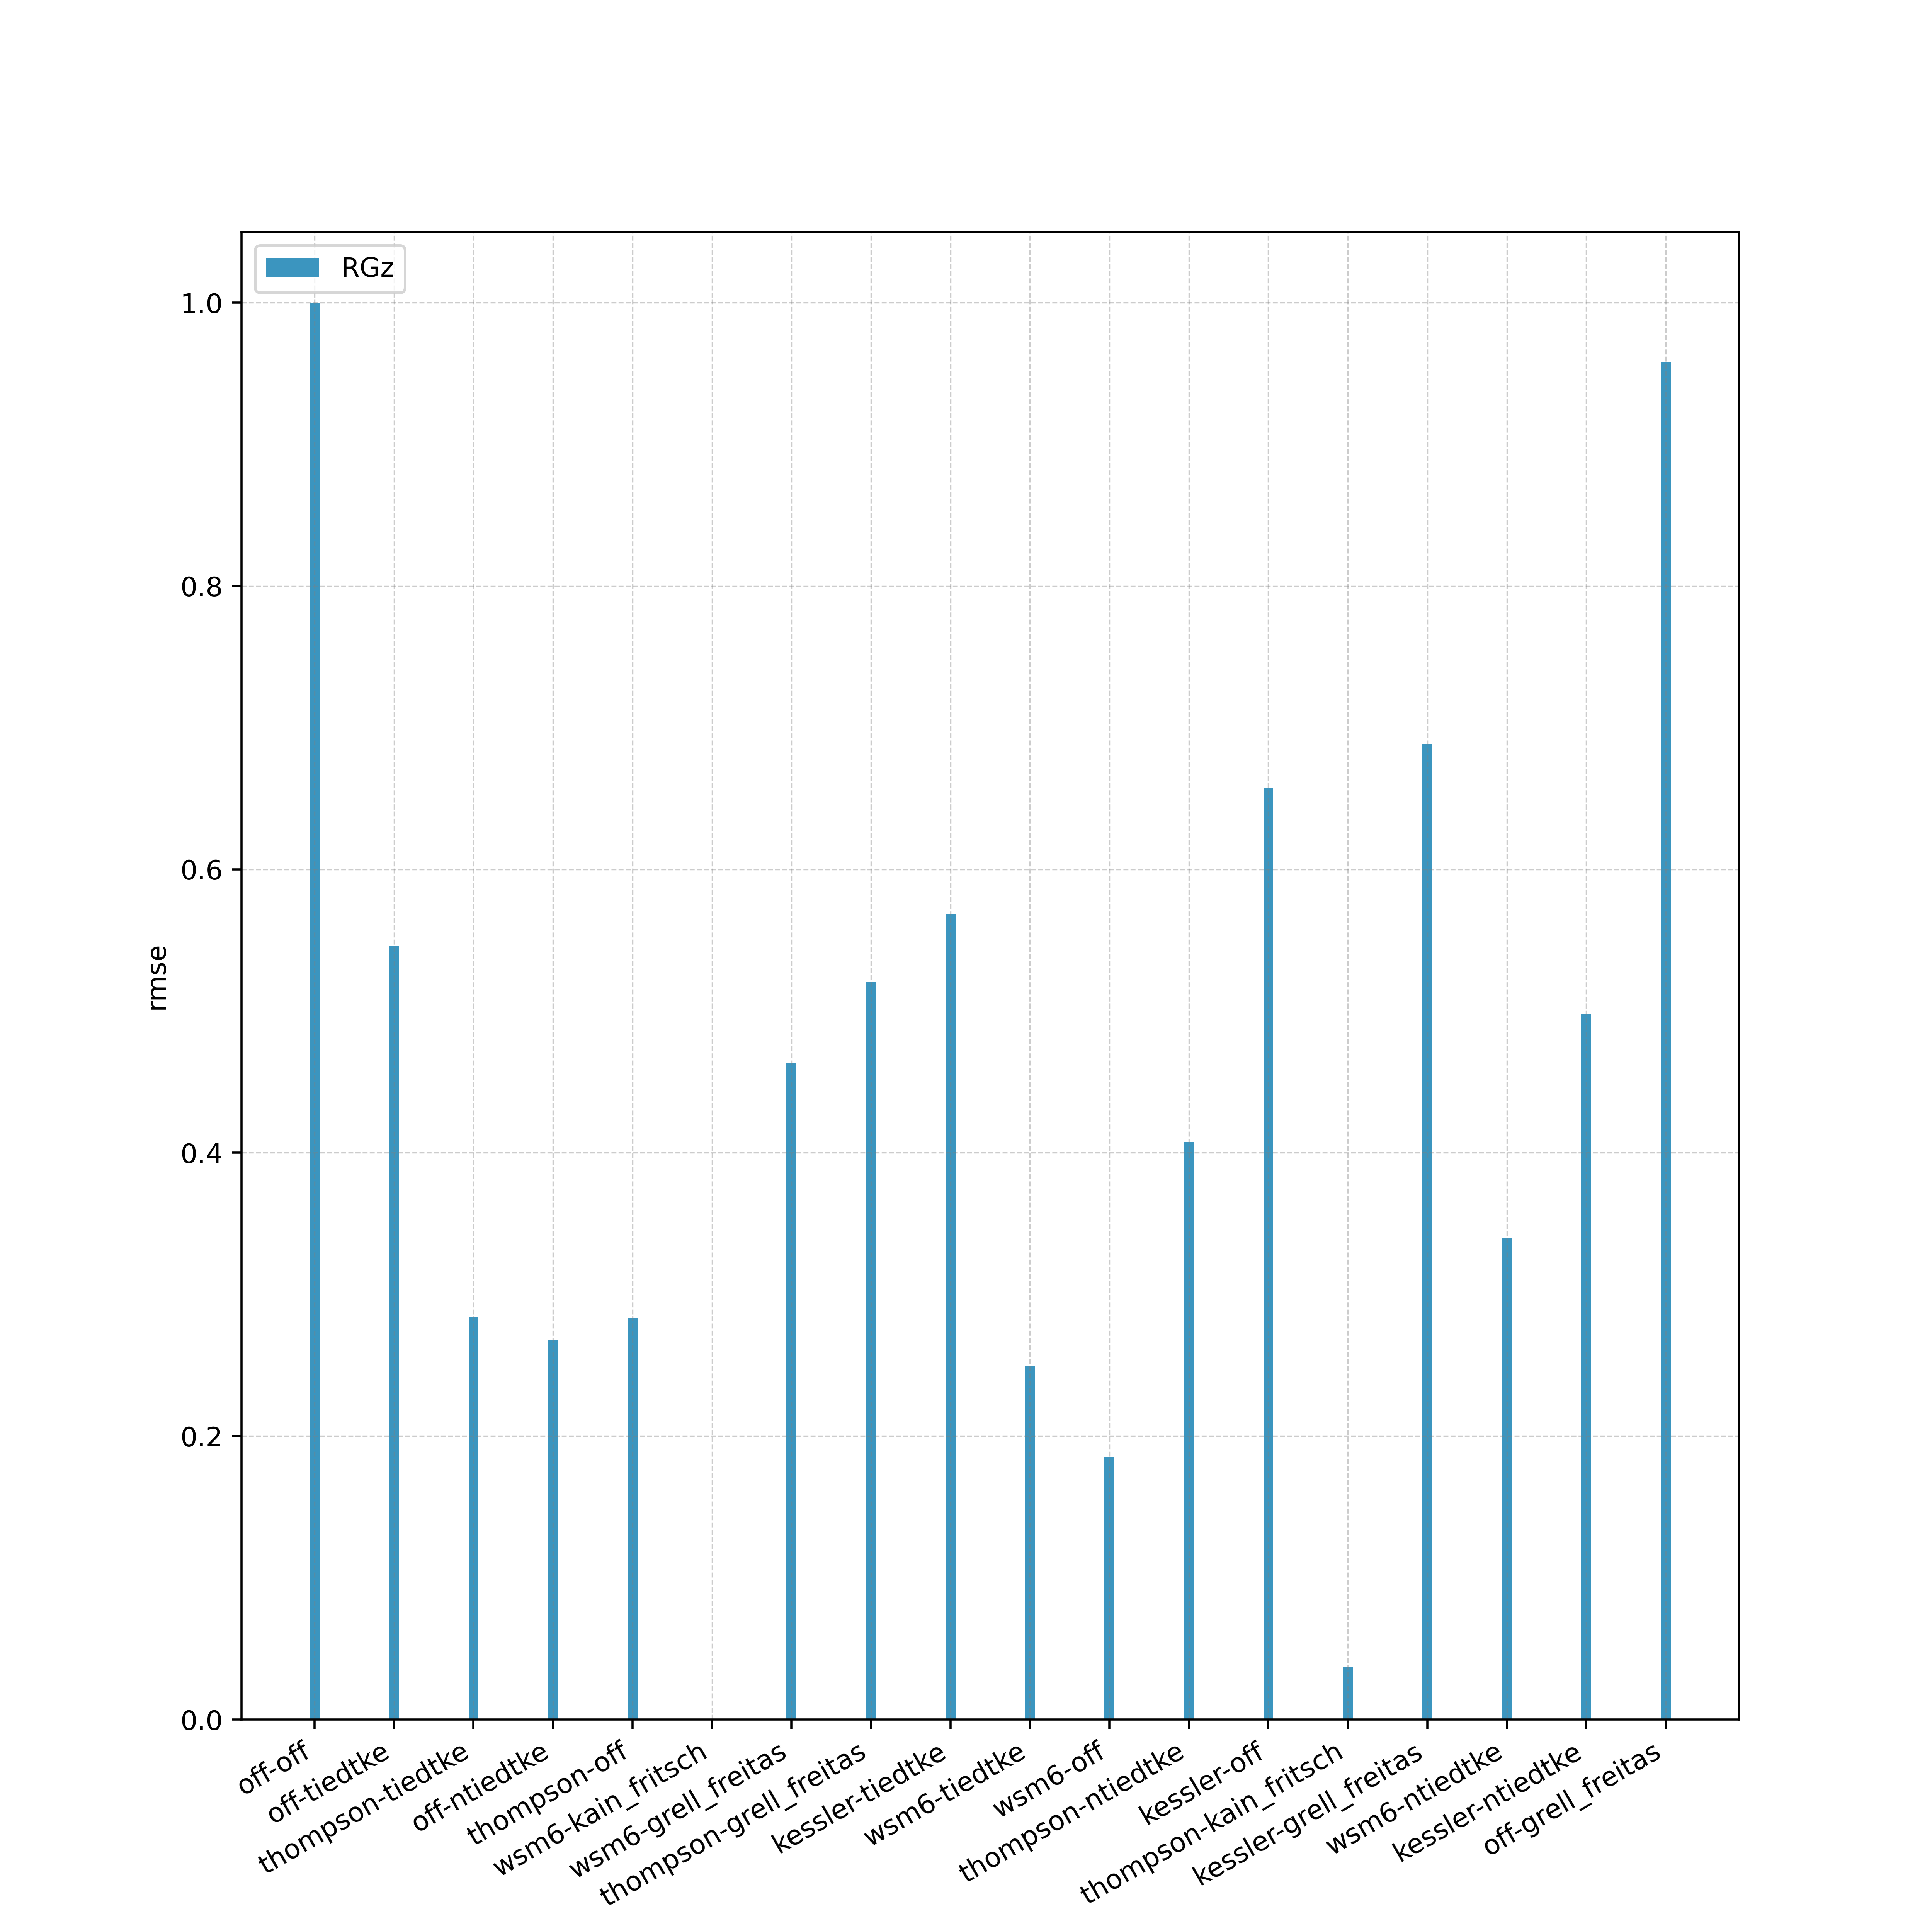 RGz
1.0
0.8
0.6
0.4
0.2
0.0
rmse
off-off
off-tiedtke
thompson-tiedtke
off-ntiedtke
thompson-off
wsm6-kain_fritsch
wsm6-grell_freitas
thompson-grell_freitas
kessler-tiedtke
wsm6-tiedtke
wsm6-off
thompson-ntiedtke
kessler-off
thompson-kain_fritsch
kessler-grell_freitas
wsm6-ntiedtke
kessler-ntiedtke
off-grell_freitas